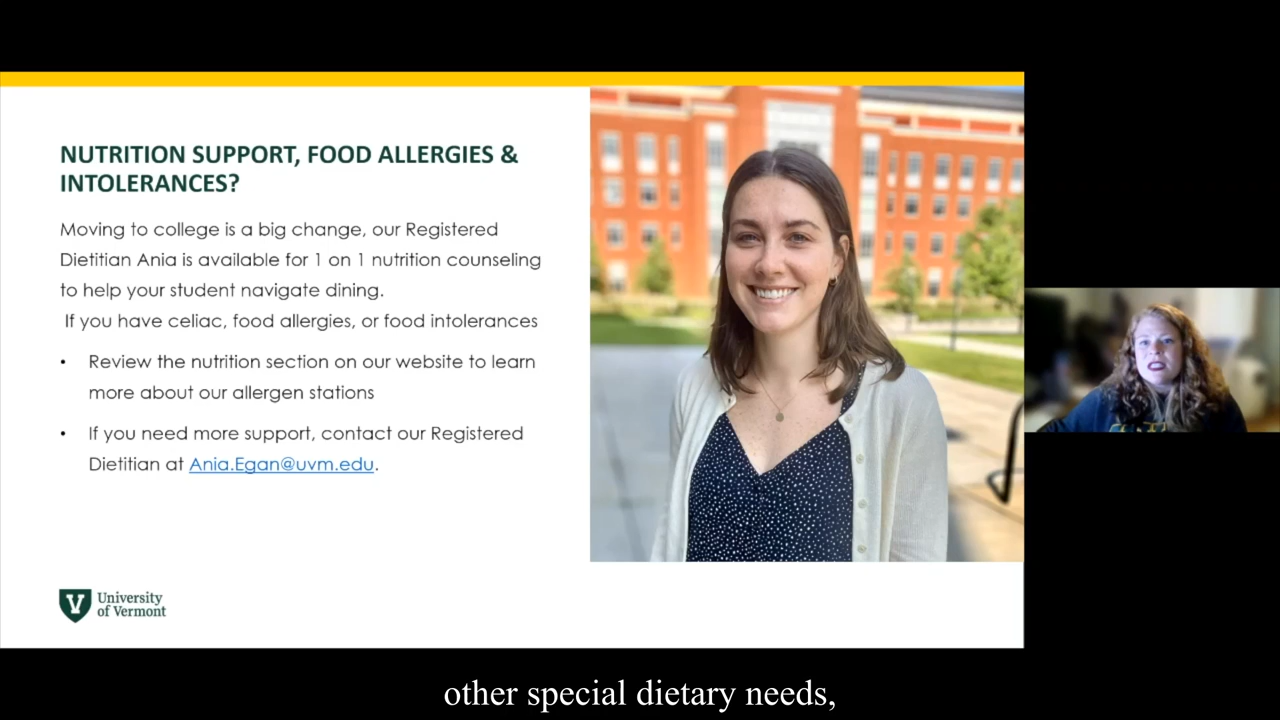 NUTRITION SUPPORT, FOOD ALLERGIES &
INTOLERANCES?
Moving to college is a big change, our Registered
Dietitian Ania is available for 1 on 1 nutrition counseling
to help your student navigate dining.
If you have celiac, food allergies, or food intolerances
• Review the nutrition section on our website to learn
more about our allergen stations
• If you need more support, contact our Registered
Dietitian at Ania.Egan@uvm.edu.
University
of Vermont
other special dietary needs,